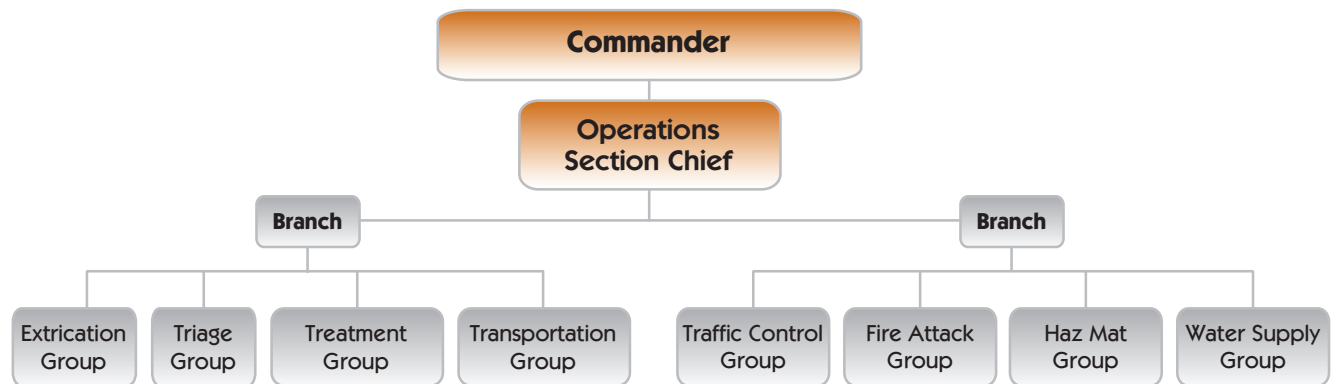 Commander
Operations
Section Chief
Branch
Branch
Extrication
Group
Triage
Group
Treatment
Group
Transportation
Group
Traffic Control
Group
Fire Attack
Group
Haz Mat
Group
Water Supply
Group